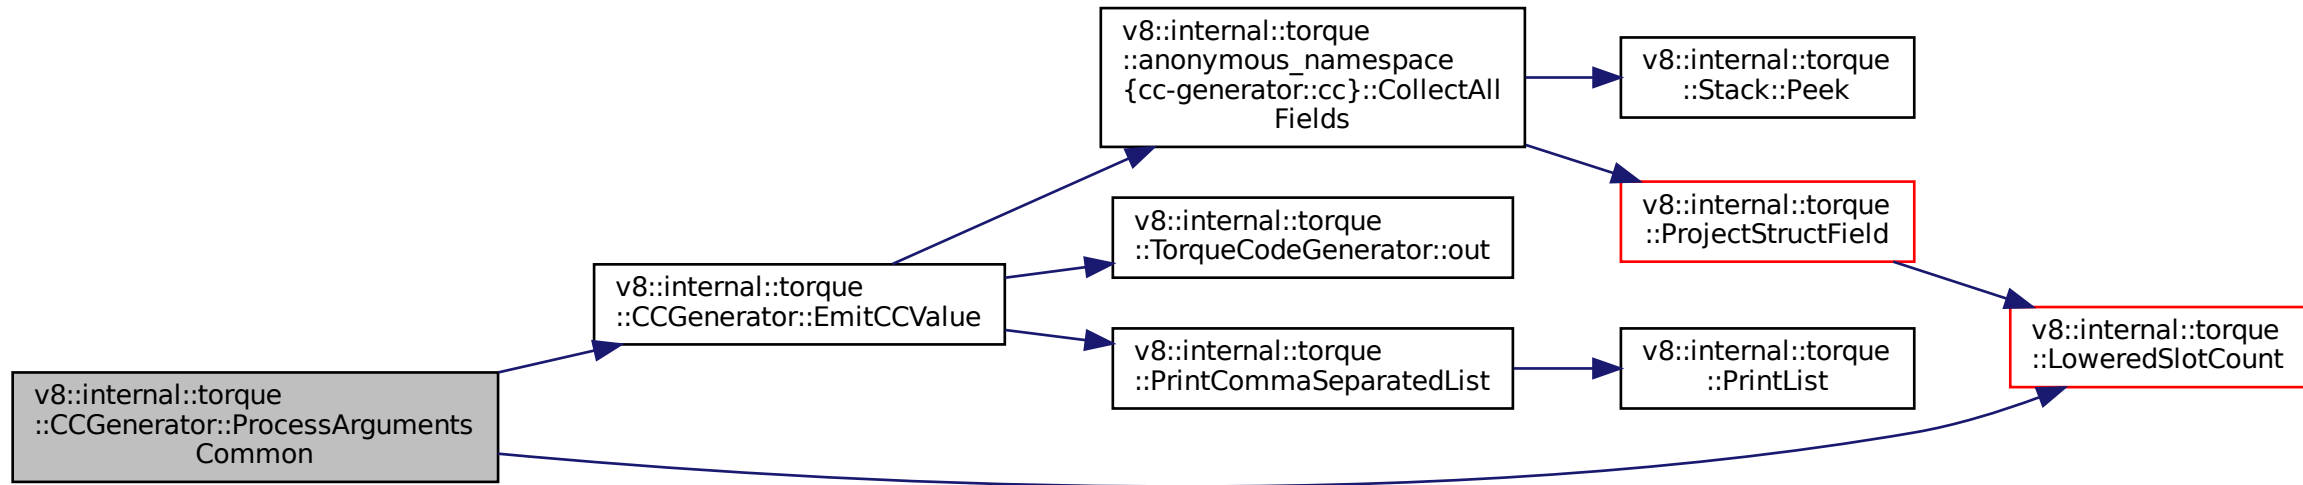 v8::internal::torque
::CCGenerator::ProcessArguments
Common
v8::internal::torque
::CCGenerator::EmitCCValue
v8::internal::torque
::anonymous_namespace
{cc-generator::cc}::CollectAll
Fields
v8::internal::torque
::TorqueCodeGenerator::out
v8::internal::torque
::PrintCommaSeparatedList
v8::internal::torque
::Stack::Peek
v8::internal::torque
::ProjectStructField
v8::internal::torque
::PrintList
v8::internal::torque
::LoweredSlotCount